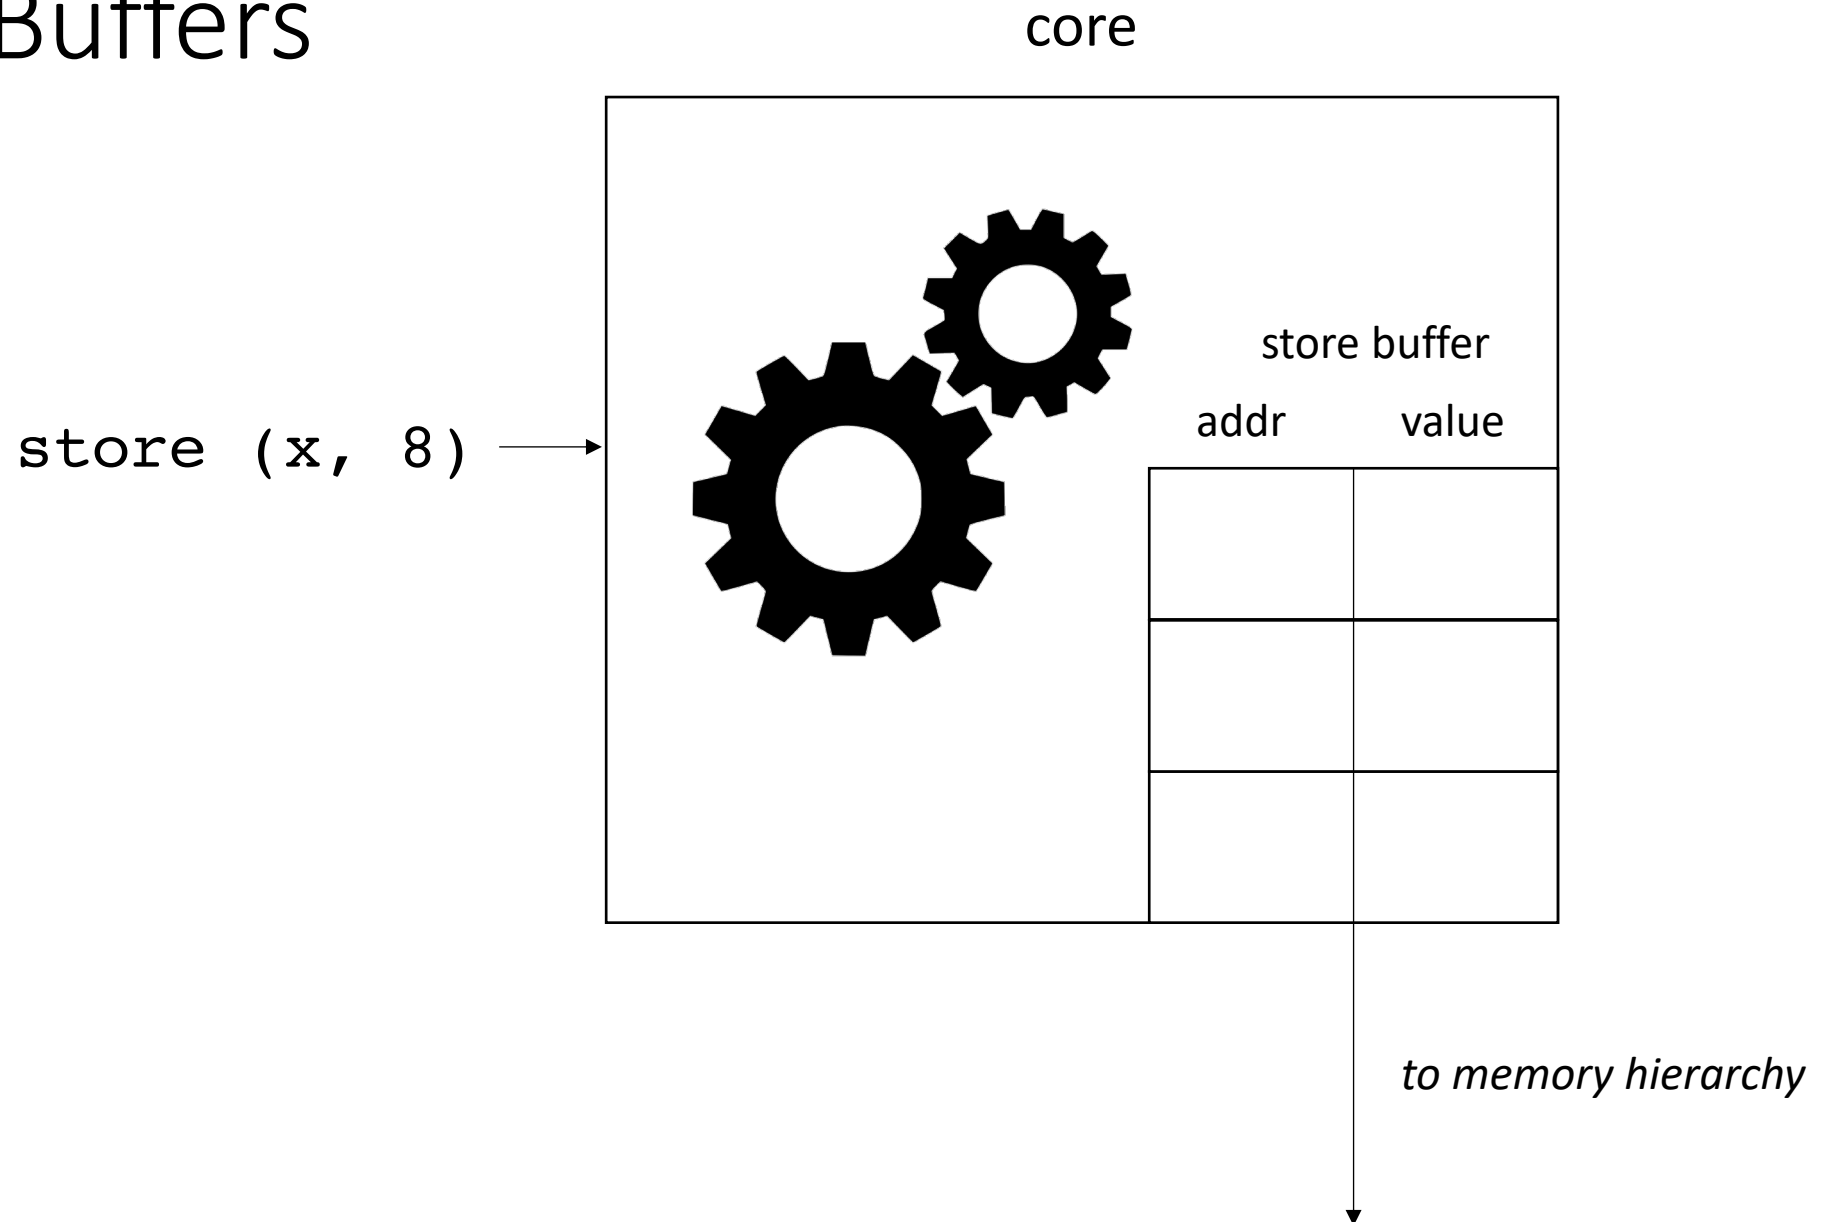 Buffers
core
store (x, 8)
store buffer
addr value
to memory hierarchy